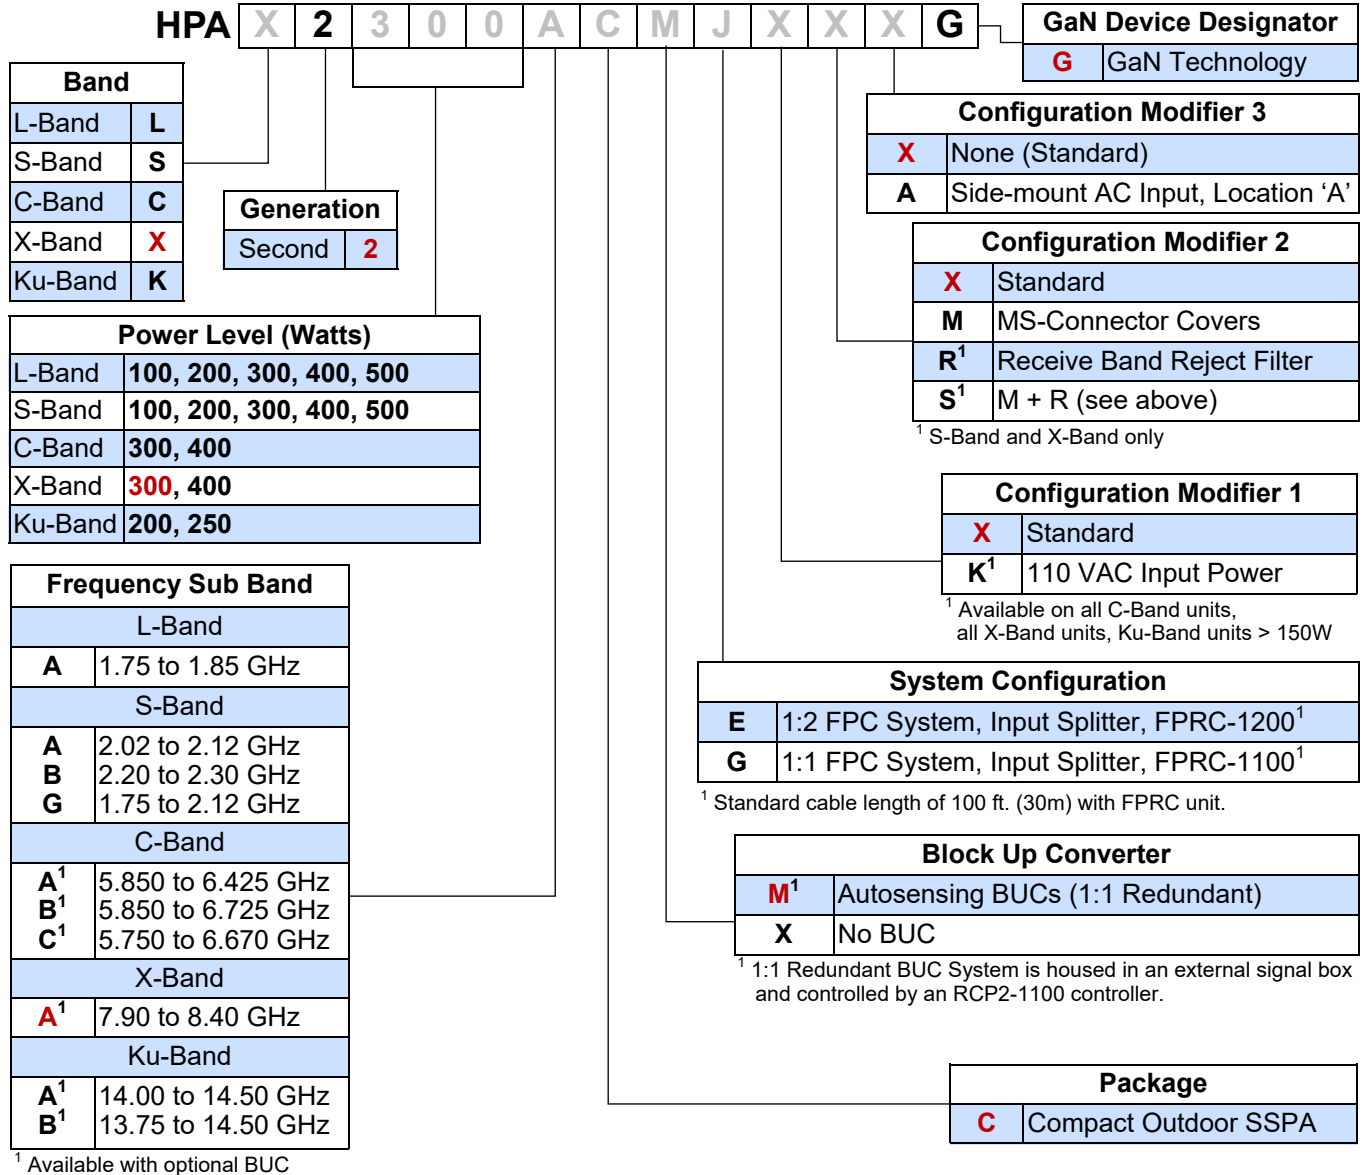 HPA X 2 3 0 0 A C M J X X X G
GaN Device Designator
G GaN Technology
Band
L-Band L
S-Band S
C-Band C
X-Band X
Ku-Band K
Generation
Second 2
Configuration Modifier 3
X None (Standard)
A Side-mount AC Input, Location ‘A’
Configuration Modifier 2
X Standard
M MS-Connector Covers
R¹ Receive Band Reject Filter
S¹ M + R (see above)
¹ S-Band and X-Band only
Power Level (Watts)
L-Band 100, 200, 300, 400, 500
S-Band 100, 200, 300, 400, 500
C-Band 300, 400
X-Band 300, 400
Ku-Band 200, 250
Configuration Modifier 1
X Standard
K¹ 110 VAC Input Power
¹ Available on all C-Band units,
all X-Band units, Ku-Band units > 150W
Frequency Sub Band
L-Band
A 1.75 to 1.85 GHz
S-Band
A 2.02 to 2.12 GHz
B 2.20 to 2.30 GHz
G 1.75 to 2.12 GHz
C-Band
A¹ 5.850 to 6.425 GHz
B¹ 5.850 to 6.725 GHz
C¹ 5.750 to 6.670 GHz
X-Band
A¹ 7.90 to 8.40 GHz
Ku-Band
A¹ 14.00 to 14.50 GHz
B¹ 13.75 to 14.50 GHz
¹ Available with optional BUC
System Configuration
E 1:2 FPC System, Input Splitter, FPRC-1200¹
G 1:1 FPC System, Input Splitter, FPRC-1100¹
¹ Standard cable length of 100 ft. (30m) with FPRC unit.
Block Up Converter
M¹ Autosensing BUCs (1:1 Redundant)
X No BUC
¹ 1:1 Redundant BUC System is housed in an external signal box
and controlled by an RCP2-1100 controller.
Package
C Compact Outdoor SSPA